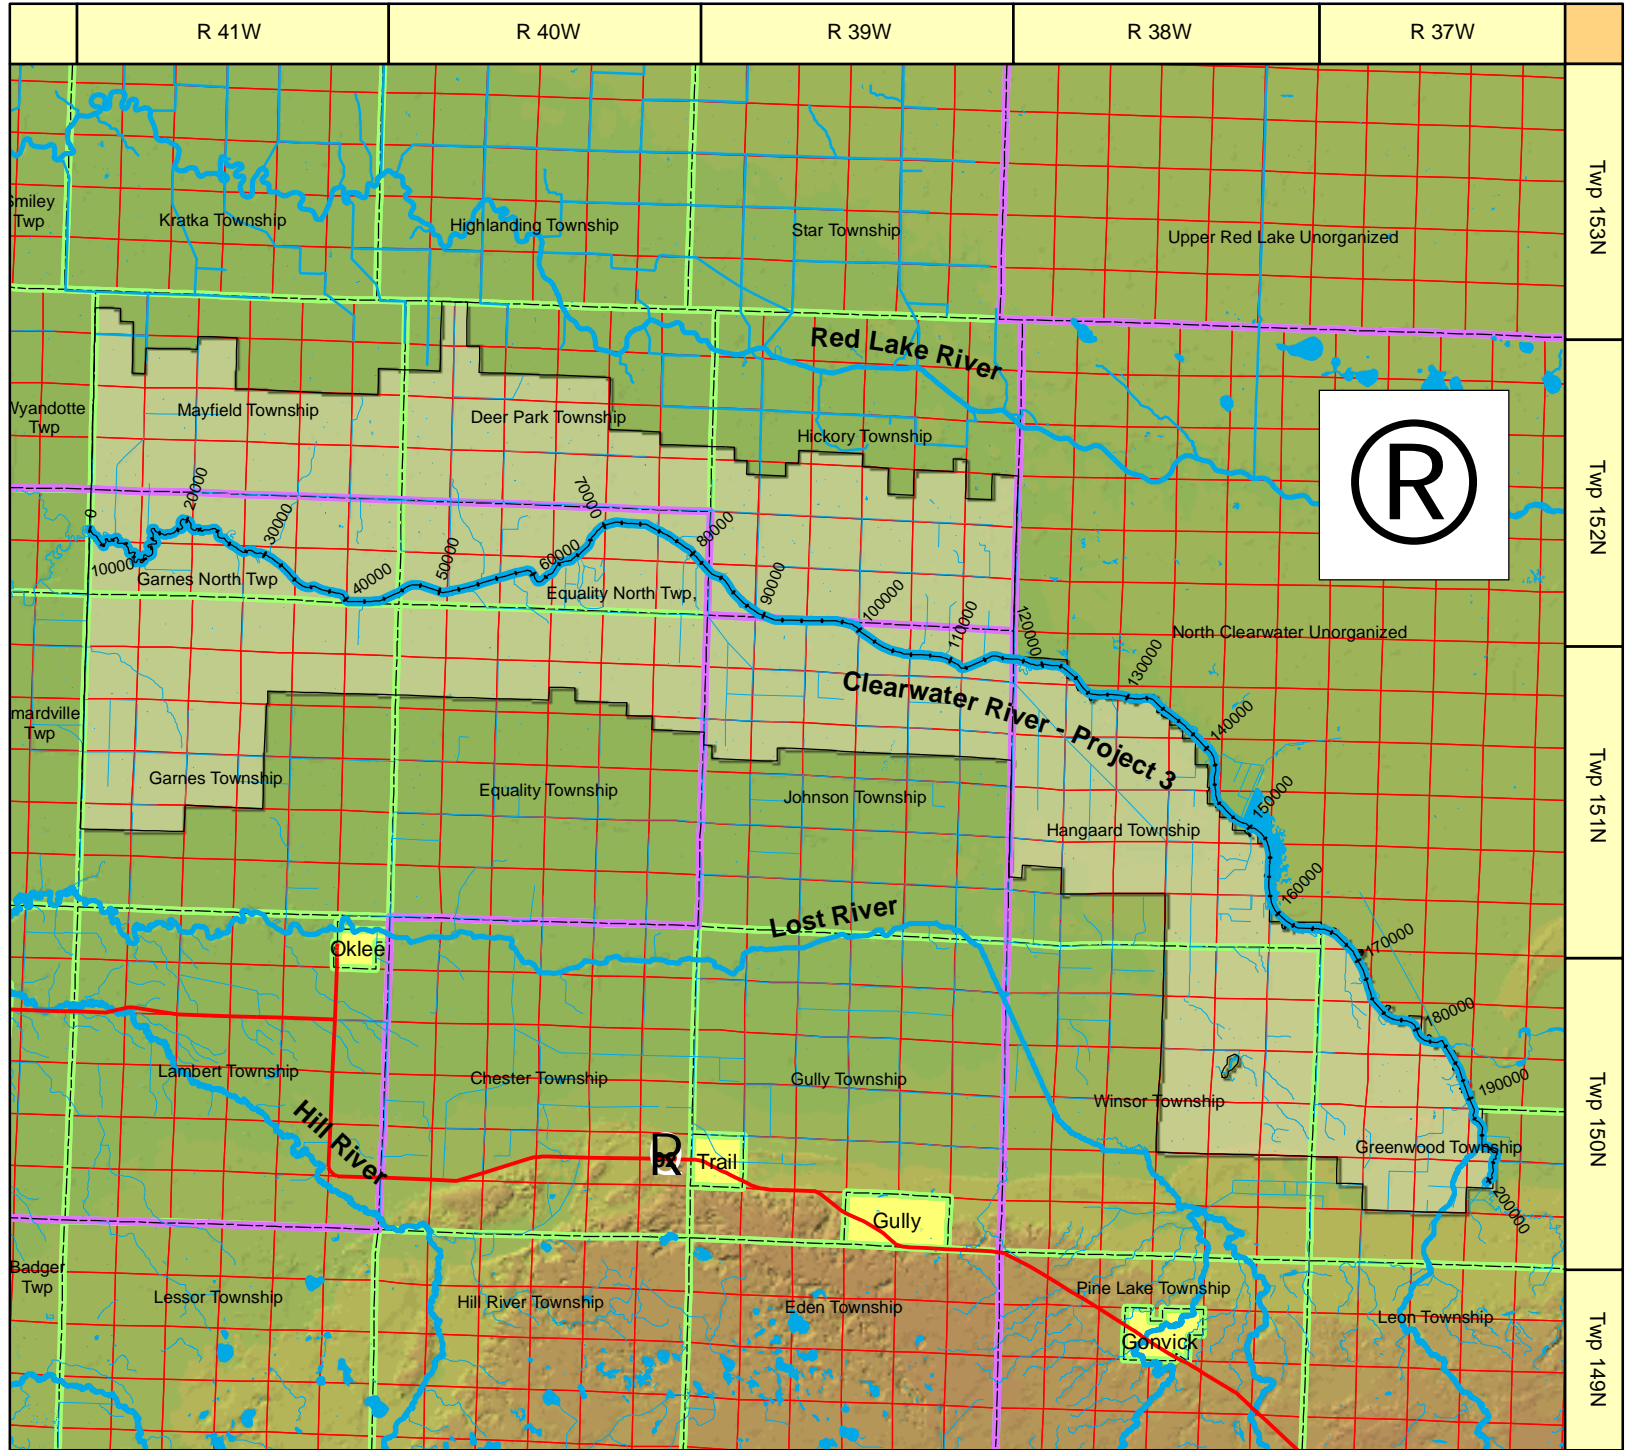 R 41W
R 40W
R 39W
R 38W
R 37W
Twp 153N
Twp 152N
Twp 151N
Twp 150N
Twp 149N
Smiley
Twp
Kratka Township
Highlanding Township
Star Township
Upper Red Lake Unorganized
Red Lake River
Wyandotte
Twp
Mayfield Township
Deer Park Township
Hickory Township
R
0
10000
20000
30000
40000
50000
60000
70000
80000
90000
100000
110000
120000
130000
140000
150000
160000
170000
180000
190000
200000
Garnes North Twp
Equality North Twp,
North Clearwater Unorganized
Clearwater River - Project 3
mardville
Twp
Garnes Township
Equality Township
Johnson Township
Hangaard Township
Lost River
Oklee
Lambert Township
Chester Township
Gully Township
Winsor Township
Greenwood Township
Hill River
R
Trail
Gully
Badger
Twp
Lessor Township
Hill River Township
Eden Township
Pine Lake Township
Leon Township
Gonvick